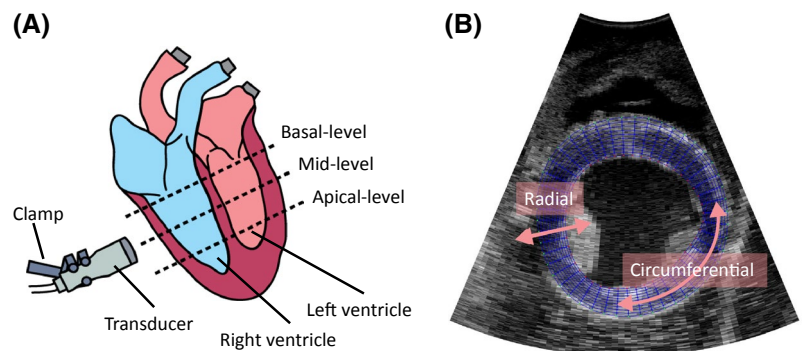 (A)
Basal-level
Mid-level
Apical-level
Clamp
Transducer
Left ventricle
Right ventricle
(B)
Radial
Circumferential